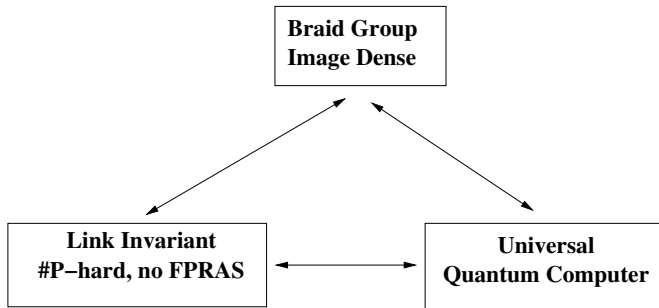 Braid Group
Image Dense
Link Invariant
#P−hard, no FPRAS
Universal
Quantum Computer